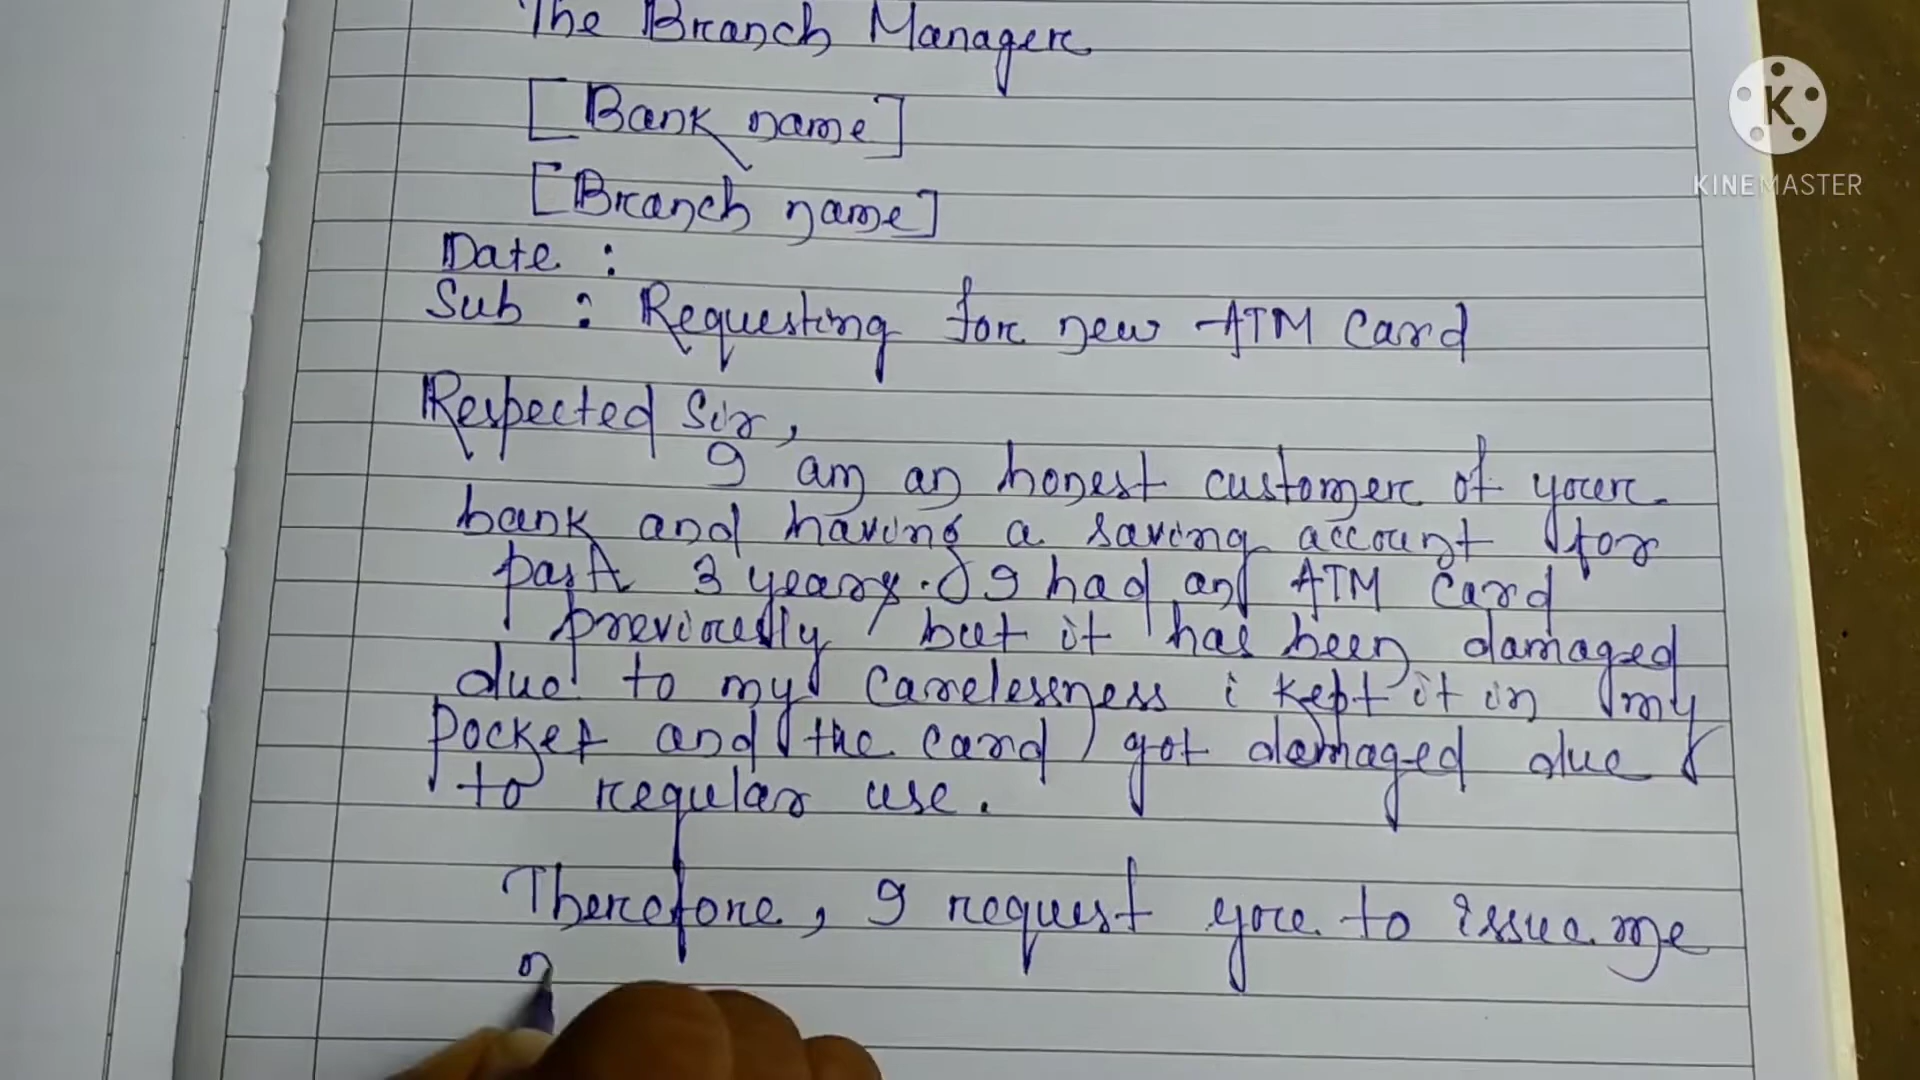 The Branch Manager
[Bank name]
[Branch name]
Date :
Sub : Requesting for new ATM Card
Respected Sir,
I am an honest customer of your
bank and having a saving account for
past 3 years. I had an ATM Card
previously but it has been damaged
due to my carelessness i kept it in my
Pocket and the card got damaged due
to regular use.
Therefore, I request you to issue me
K
KINEMASTER